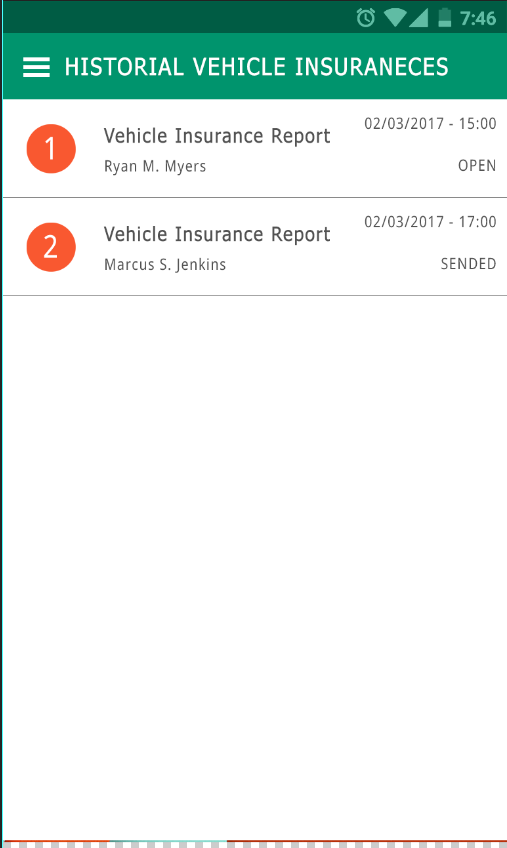 7:46
HISTORIAL VEHICLE INSURANECES
1
Vehicle Insurance Report
02/03/2017 - 15:00
Ryan M. Myers
OPEN
2
Vehicle Insurance Report
02/03/2017 - 17:00
Marcus S. Jenkins
SENDED